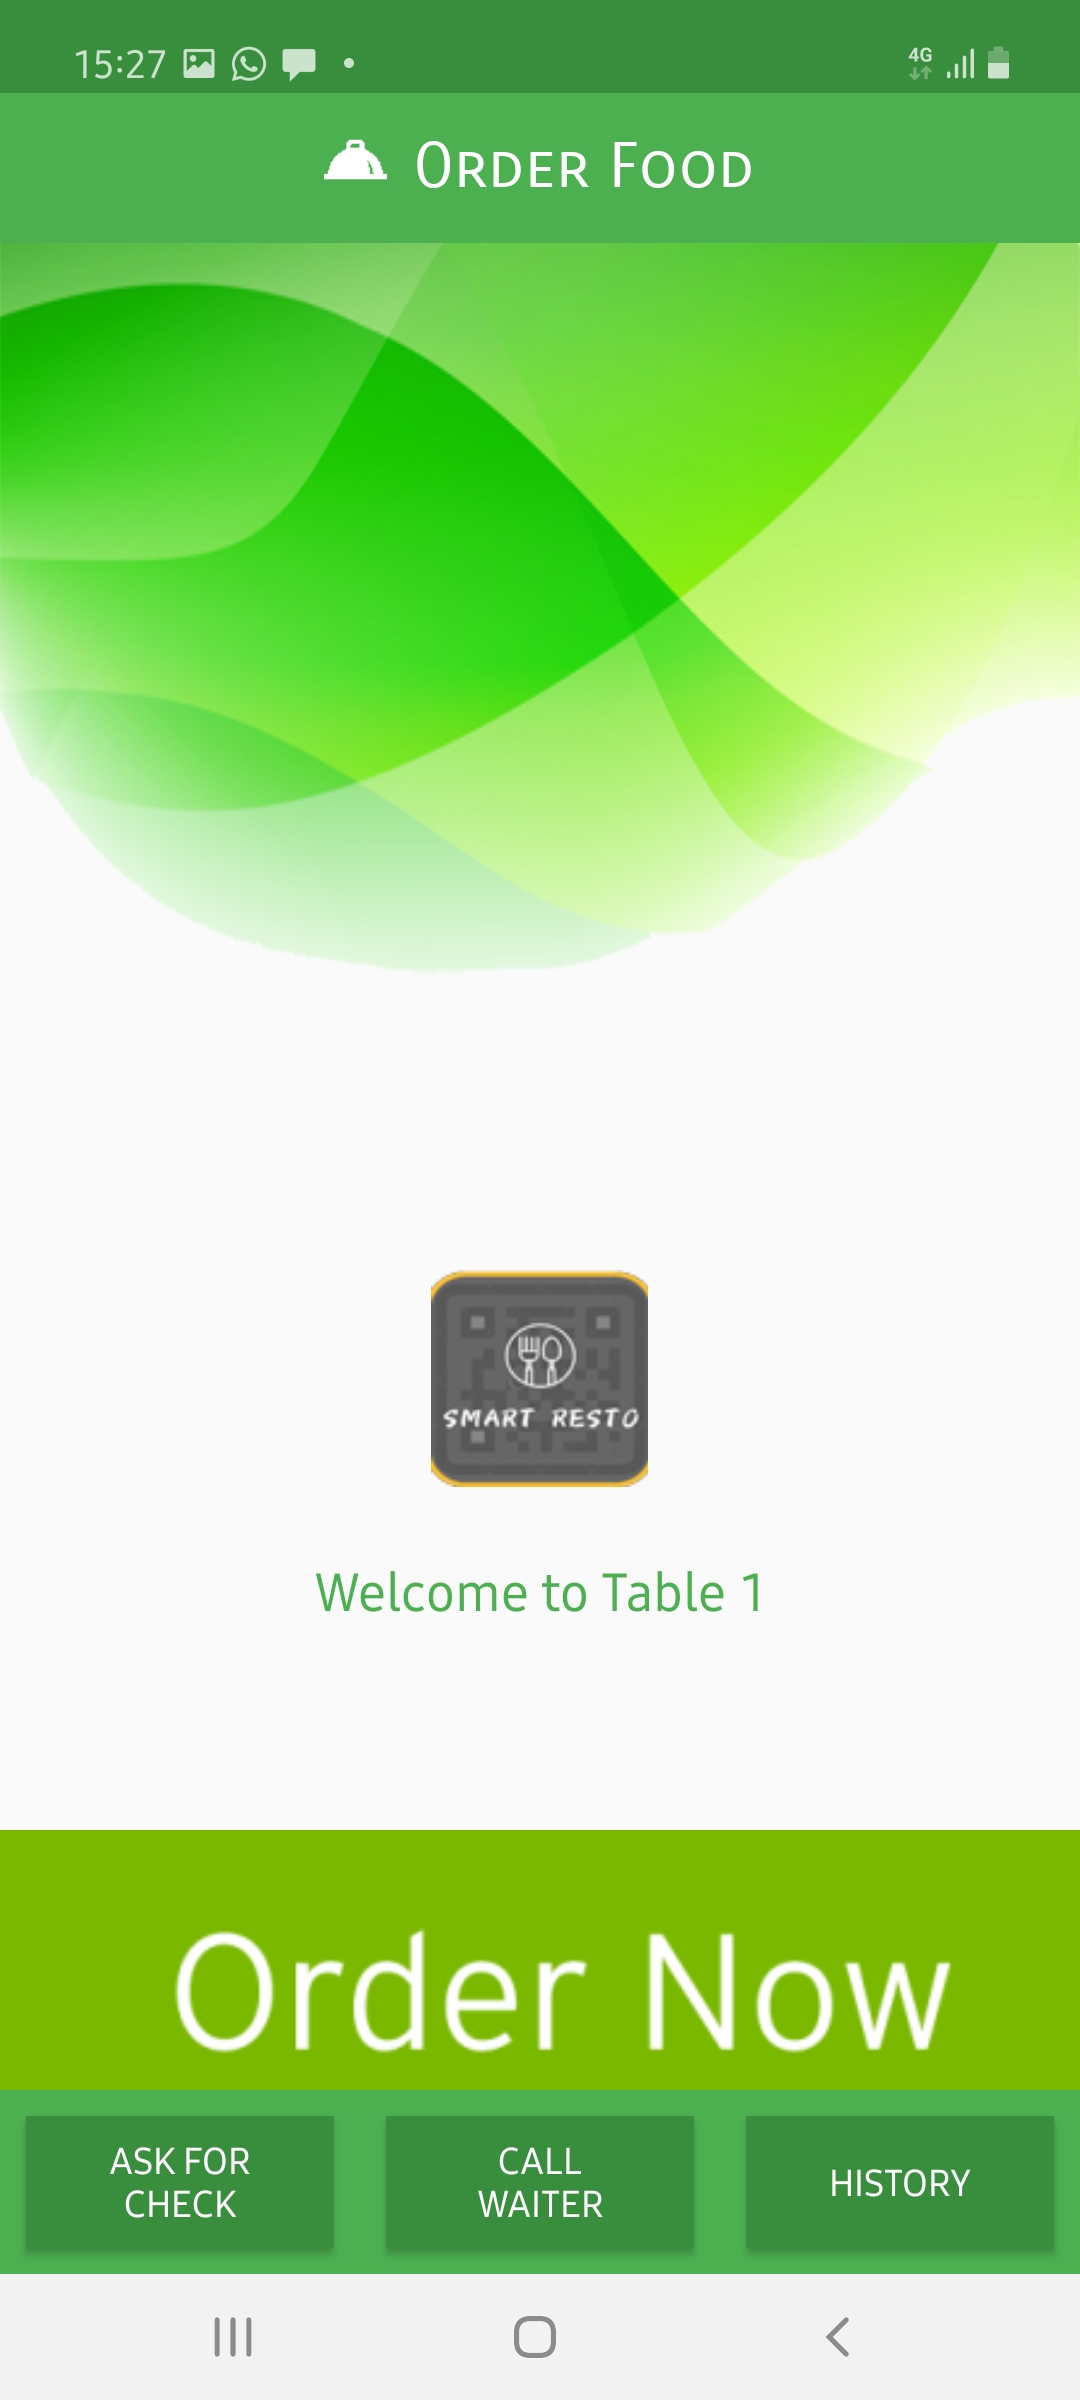 15:27
4G
Order Food
SMART RESTO
Welcome to Table 1
Order Now
ASK FOR
CHECK
CALL
WAITER
HISTORY